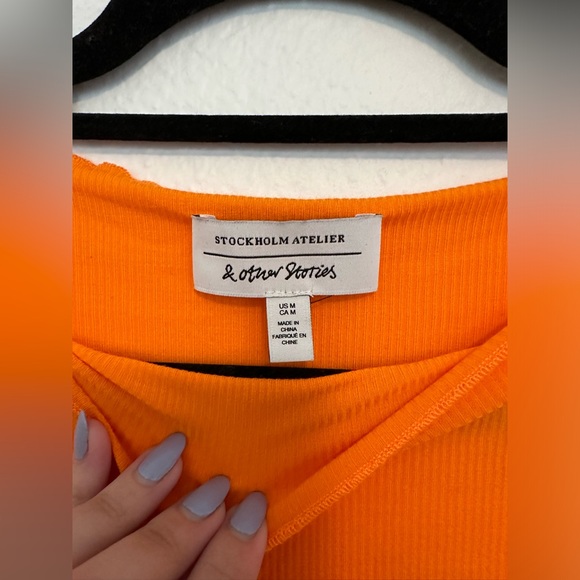 STOCKHOLM ATELIER
& other Stories
US M
CA M
MADE IN
CHINA
FABRIQUÉ EN
CHINE